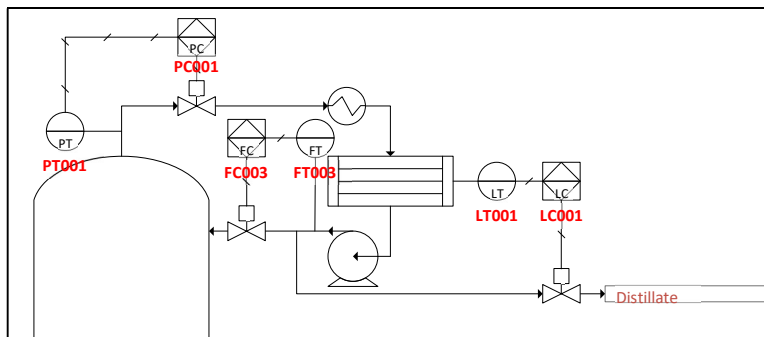 PC
PC001
PT
PT001
FC
FC003
FT
FT003
LT
LT001
LC
LC001
Distillate